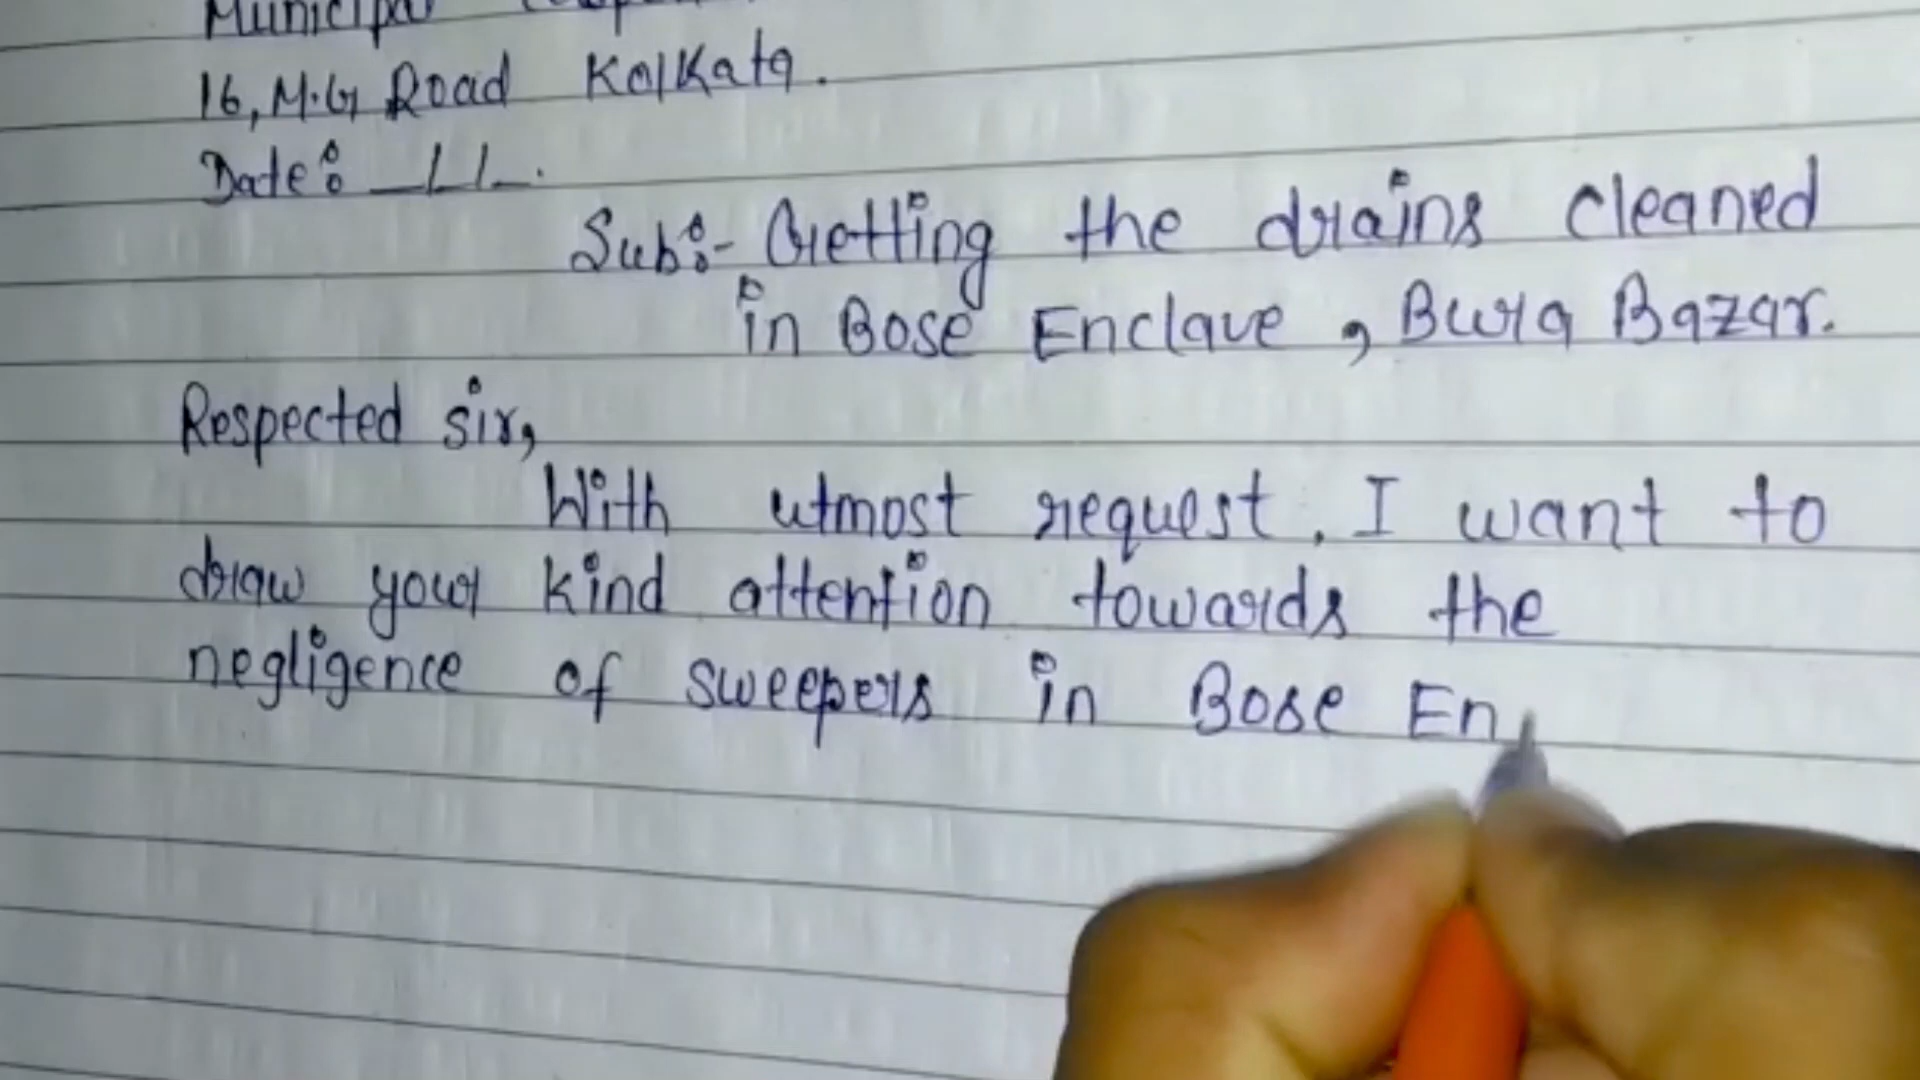 Municipal
16, M.G Road Kolkata.
Date: _/_/_.
Sub:- Getting the drains cleaned
in Bose Enclave, Bura Bazar.
Respected sir,
With utmost request. I want to
draw your kind attention towards the
negligence of sweepers in Bose En